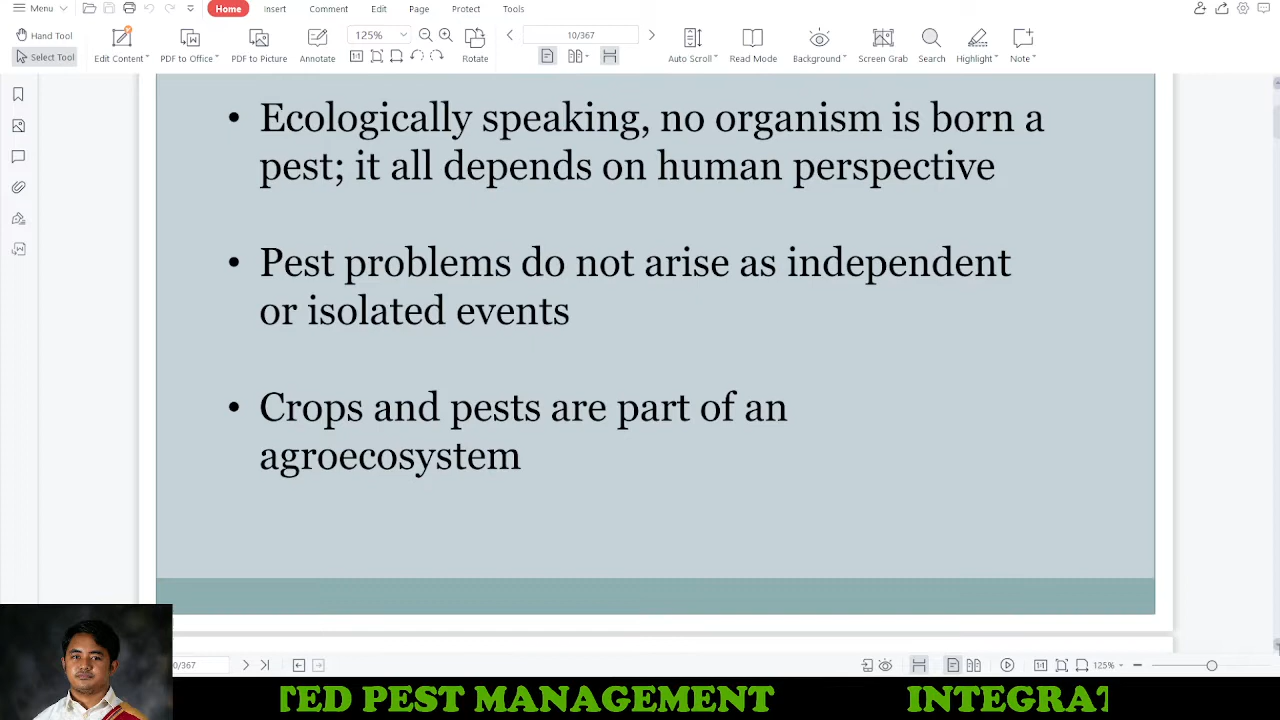 Menu
Home
Insert
Comment
Edit
Page
Protect
Tools
Hand Tool
Select Tool
Edit Content
PDF to Office
PDF to Picture
Annotate
125%
Rotate
10/367
Auto Scroll
Read Mode
Background
Screen Grab
Search
Highlight
Note
• Ecologically speaking, no organism is born a
pest; it all depends on human perspective
• Pest problems do not arise as independent
or isolated events
• Crops and pests are part of an
agroecosystem
0/367
125%
TED PEST MANAGEMENT
INTEGRAT